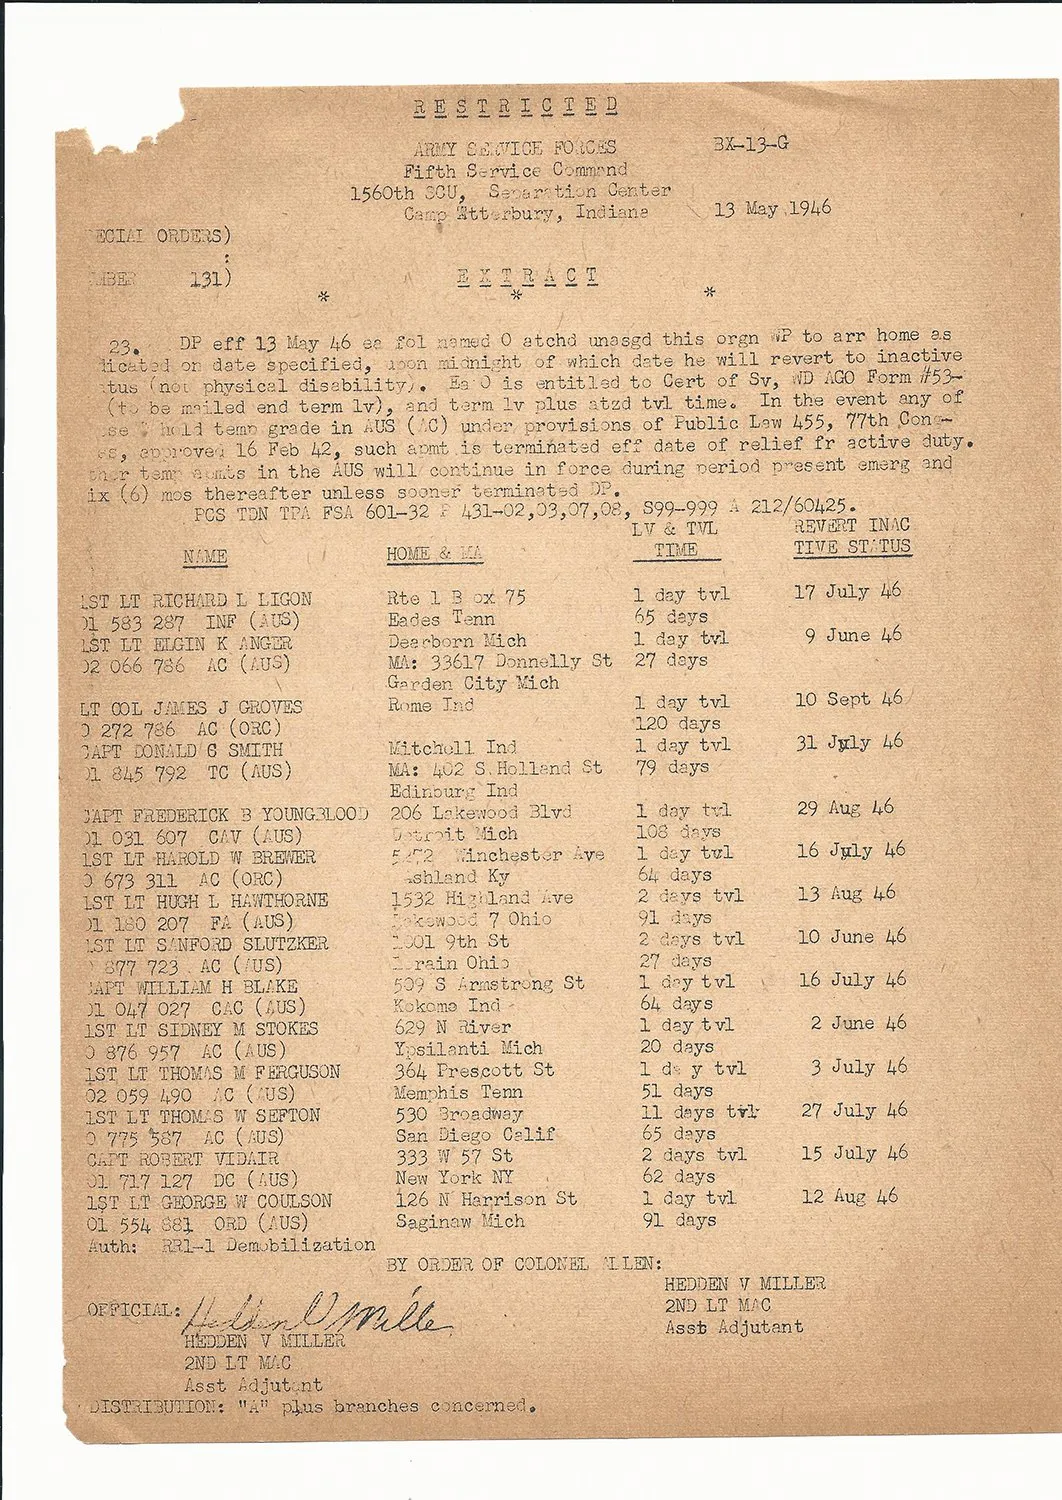 RESTRICTED
ARMY SERVICE FORCES BX-13-G
Fifth Service Command
1560th SCU, Separation Center
Camp Atterbury, Indiana 13 May 1946
ECIAL ORDERS)
:
MBER 131) EXTRACT
* * *
23. DP eff 13 May 46 ea fol named O atchd unasgd this orgn WP to arr home as
dicated on date specified, upon midnight of which date he will revert to inactive
atus (not physical disability). Ea O is entitled to Cert of Sv, WD AGO Form #53-
(to be mailed end term lv), and term lv plus atzd tvl time. In the event any of
se hold temp grade in AUS (AC) under provisions of Public Law 455, 77th Cong-
es, approved 16 Feb 42, such apmt is terminated eff date of relief fr active duty.
her temp apmts in the AUS will continue in force during period present emerg and
ix (6) mos thereafter unless sooner terminated DP.
PCS TDN TPA FSA 601-32 P 431-02,03,07,08, S99-999 A 212/60425.
LV & TVL REVERT INAC
NAME HOME & MA TIME TIVE STATUS
1ST LT RICHARD L LIGON Rte 1 B ox 75 1 day tvl 17 July 46
O1 583 287 INF (AUS) Eades Tenn 65 days
1ST LT ELGIN K ANGER Dearborn Mich 1 day tvl 9 June 46
O2 066 786 AC (AUS) MA: 33617 Donnelly St 27 days
Garden City Mich
LT COL JAMES J GROVES Rome Ind 1 day tvl 10 Sept 46
O 272 786 AC (ORC) 120 days
CAPT DONALD G SMITH Mitchell Ind 1 day tvl 31 July 46
O1 845 792 TC (AUS) MA: 402 S Holland St 79 days
Edinburg Ind
CAPT FREDERICK B YOUNGBLOOD 206 Lakewood Blvd 1 day tvl 29 Aug 46
O1 031 607 CAV (AUS) Detroit Mich 108 days
1ST LT HAROLD W BREWER Winchester Ave 1 day tvl 16 July 46
O 673 311 AC (ORC) Ashland Ky 64 days
1ST LT HUGH L HAWTHORNE 1532 Highland Ave 2 days tvl 13 Aug 46
O1 180 207 FA (AUS) Lakewood 7 Ohio 91 days
1ST LT SANFORD SLUTZKER 1001 9th St 2 days tvl 10 June 46
877 723 AC (AUS) Lorain Ohio 27 days
CAPT WILLIAM H BLAKE 509 S Armstrong St 1 day tvl 16 July 46
O1 047 027 CAC (AUS) Kokomo Ind 64 days
1ST LT SIDNEY M STOKES 629 N River 1 day tvl 2 June 46
O 876 957 AC (AUS) Ypsilanti Mich 20 days
1ST LT THOMAS M FERGUSON 364 Prescott St 1 day tvl 3 July 46
O2 059 490 AC (AUS) Memphis Tenn 51 days
1ST LT THOMAS W SEFTON 530 Broadway 11 days tvl 27 July 46
O 775 587 AC (AUS) San Diego Calif 65 days
CAPT ROBERT VIDAIR 333 W 57 St 2 days tvl 15 July 46
O1 717 127 DC (AUS) New York NY 62 days
1ST LT GEORGE W COULSON 126 N Harrison St 1 day tvl 12 Aug 46
O1 554 881 ORD (AUS) Saginaw Mich 91 days
Auth: RR1-1 Demobilization
BY ORDER OF COLONEL ALLEN:
HEDDEN V MILLER
OFFICIAL: Hedden V Miller 2ND LT MAC
Asst Adjutant
HEDDEN V MILLER
2ND LT MAC
Asst Adjutant
DISTRIBUTION: "A" plus branches concerned.